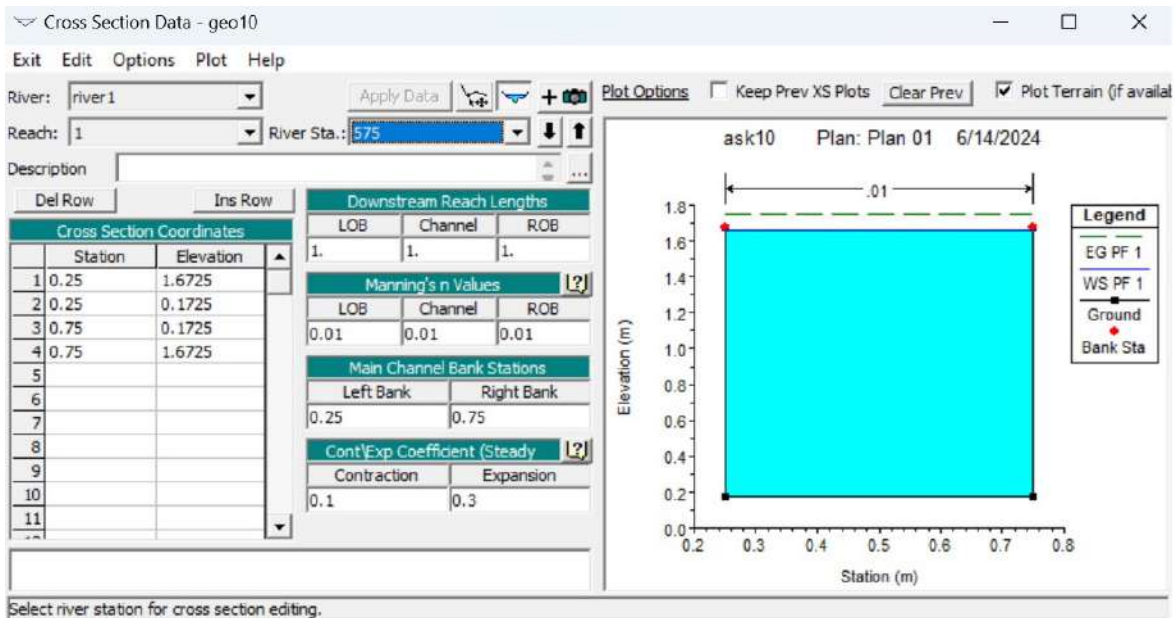 Cross Section Data - geo10
Exit Edit Options Plot Help
River: river1 Apply Data
Reach: 1 River Sta.: 575
Description ...
Del Row Ins Row
Cross Section Coordinates
Station Elevation
1 0.25 1.6725
2 0.25 0.1725
3 0.75 0.1725
4 0.75 1.6725
5
6
7
8
9
10
11
Downstream Reach Lengths
LOB Channel ROB
1. 1. 1.
Manning's n Values
LOB Channel ROB
0.01 0.01 0.01
Main Channel Bank Stations
Left Bank Right Bank
0.25 0.75
Cont\Exp Coefficient (Steady
Contraction Expansion
0.1 0.3
Plot Options Keep Prev XS Plots Clear Prev Plot Terrain (if availab
ask10 Plan: Plan 01 6/14/2024
.01
1.8
1.6
1.4
1.2
1.0
0.8
0.6
0.4
0.2
0.0
Elevation (m)
0.2 0.3 0.4 0.5 0.6 0.7 0.8
Station (m)
Legend
EG PF 1
WS PF 1
Ground
Bank Sta
Select river station for cross section editing.